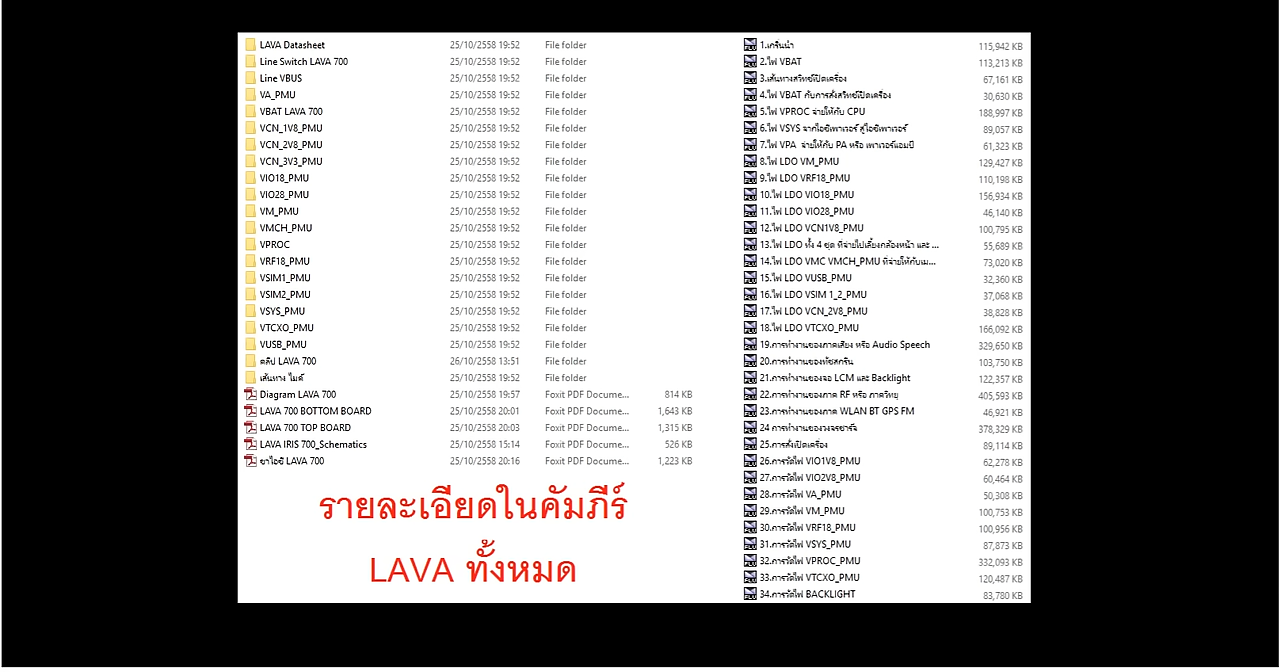 LAVA Datasheet 25/10/2558 19:52 File folder
Line Switch LAVA 700 25/10/2558 19:52 File folder
Line VBUS 25/10/2558 19:52 File folder
VA_PMU 25/10/2558 19:52 File folder
VBAT LAVA 700 25/10/2558 19:52 File folder
VCN_1V8_PMU 25/10/2558 19:52 File folder
VCN_2V8_PMU 25/10/2558 19:52 File folder
VCN_3V3_PMU 25/10/2558 19:52 File folder
VIO18_PMU 25/10/2558 19:52 File folder
VIO28_PMU 25/10/2558 19:52 File folder
VM_PMU 25/10/2558 19:52 File folder
VMCH_PMU 25/10/2558 19:52 File folder
VPROC 25/10/2558 19:52 File folder
VRF18_PMU 25/10/2558 19:52 File folder
VSIM1_PMU 25/10/2558 19:52 File folder
VSIM2_PMU 25/10/2558 19:52 File folder
VSYS_PMU 25/10/2558 19:52 File folder
VTCXO_PMU 25/10/2558 19:52 File folder
VUSB_PMU 25/10/2558 19:52 File folder
คลิป LAVA 700 26/10/2558 13:51 File folder
เส้นทาง ไมค์ 25/10/2558 19:52 File folder
Diagram LAVA 700 25/10/2558 19:57 Foxit PDF Docume... 814 KB
LAVA 700 BOTTOM BOARD 25/10/2558 20:01 Foxit PDF Docume... 1,643 KB
LAVA 700 TOP BOARD 25/10/2558 20:03 Foxit PDF Docume... 1,315 KB
LAVA IRIS 700_Schematics 25/10/2558 15:14 Foxit PDF Docume... 526 KB
ขาไอซี LAVA 700 25/10/2558 20:16 Foxit PDF Docume... 1,223 KB
รายละเอียดในคัมภีร์
LAVA ทั้งหมด
1.เกริ่นนำ 115,942 KB
2.ไฟ VBAT 113,213 KB
3.เส้นทางสวิทช์เปิดเครื่อง 67,161 KB
4.ไฟ VBAT กับการส่งสวิทช์เปิดเครื่อง 30,630 KB
5.ไฟ VPROC จ่ายให้กับ CPU 188,997 KB
6.ไฟ VSYS จากไอซีเพาเวอร์ สู่ไอซีเพาเวอร์ 89,057 KB
7.ไฟ VPA จ่ายให้กับ PA หรือ เพาเวอร์แอมป์ 61,323 KB
8.ไฟ LDO VM_PMU 129,427 KB
9.ไฟ LDO VRF18_PMU 110,198 KB
10.ไฟ LDO VIO18_PMU 156,934 KB
11.ไฟ LDO VIO28_PMU 46,140 KB
12.ไฟ LDO VCN1V8_PMU 100,795 KB
13.ไฟ LDO ทั้ง 4 ชุด ที่จ่ายไปเลี้ยงกล้องหน้า และ ... 55,689 KB
14.ไฟ LDO VMC VMCH_PMU ที่จ่ายให้กับเม... 73,020 KB
15.ไฟ LDO VUSB_PMU 32,360 KB
16.ไฟ LDO VSIM 1_2_PMU 37,068 KB
17.ไฟ LDO VCN_2V8_PMU 38,828 KB
18.ไฟ LDO VTCXO_PMU 166,092 KB
19.การทำงานของภาคเสียง หรือ Audio Speech 329,650 KB
20.การทำงานของทัชสกรีน 103,750 KB
21.การทำงานของจอ LCM และ Backlight 122,357 KB
22.การทำงานของภาค RF หรือ ภาควิทยุ 405,593 KB
23.การทำงานของภาค WLAN BT GPS FM 46,921 KB
24 การทำงานของวงจรชาร์จ 378,329 KB
25.การสั่งเปิดเครื่อง 89,114 KB
26.การวัดไฟ VIO1V8_PMU 62,278 KB
27.การวัดไฟ VIO2V8_PMU 60,464 KB
28.การวัดไฟ VA_PMU 50,308 KB
29.การวัดไฟ VM_PMU 100,753 KB
30.การวัดไฟ VRF18_PMU 100,956 KB
31.การวัดไฟ VSYS_PMU 87,873 KB
32.การวัดไฟ VPROC_PMU 332,093 KB
33.การวัดไฟ VTCXO_PMU 120,487 KB
34.การวัดไฟ BACKLIGHT 83,780 KB